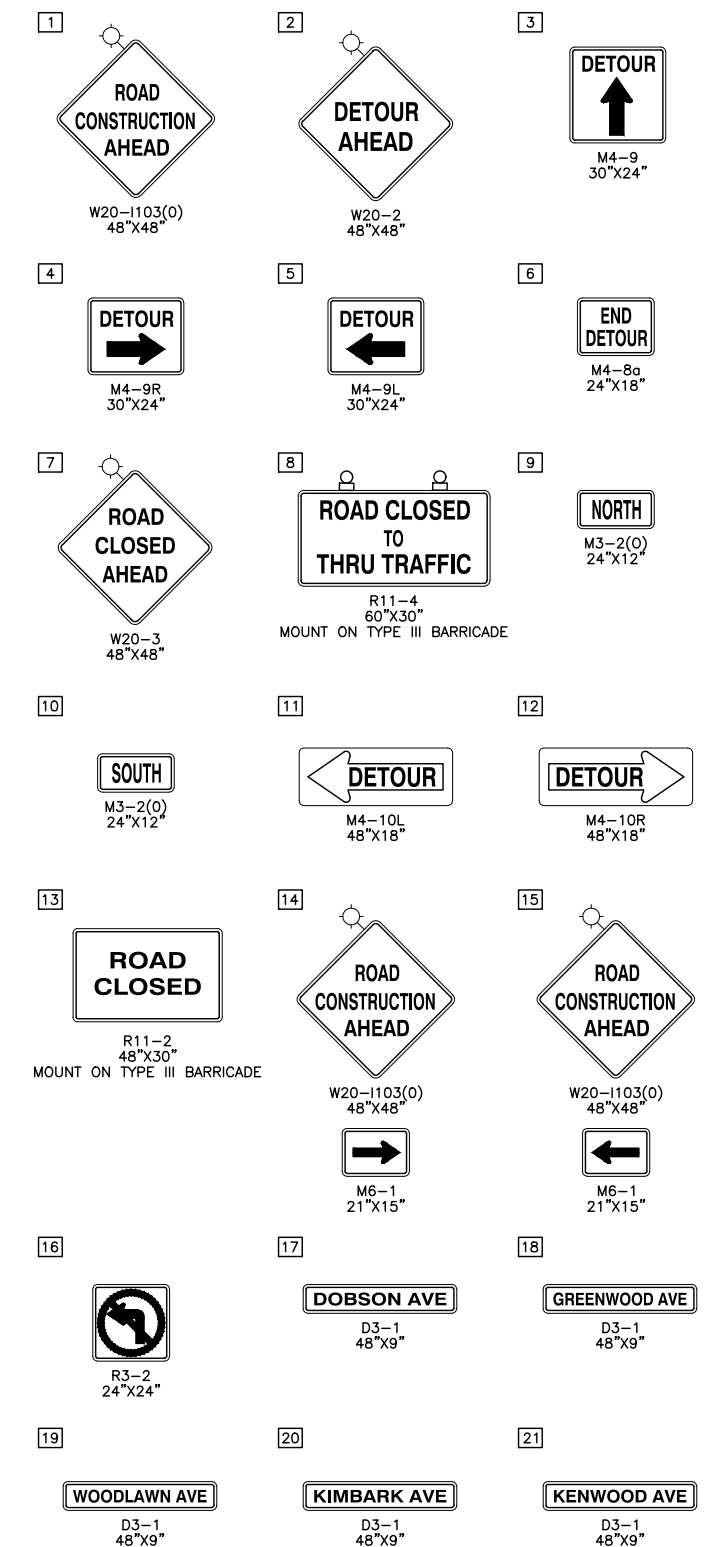 1
ROAD
CONSTRUCTION
AHEAD
W20-I103(O)
48"X48"
2
DETOUR
AHEAD
W20-2
48"X48"
3
DETOUR
M4-9
30"X24"
4
DETOUR
M4-9R
30"X24"
5
DETOUR
M4-9L
30"X24"
6
END
DETOUR
M4-8a
24"X18"
7
ROAD
CLOSED
AHEAD
W20-3
48"X48"
8
ROAD CLOSED
TO
THRU TRAFFIC
R11-4
60"X30"
MOUNT ON TYPE III BARRICADE
9
NORTH
M3-2(O)
24"X12"
10
SOUTH
M3-2(O)
24"X12"
11
DETOUR
M4-10L
48"X18"
12
DETOUR
M4-10R
48"X18"
13
ROAD
CLOSED
R11-2
48"X30"
MOUNT ON TYPE III BARRICADE
14
ROAD
CONSTRUCTION
AHEAD
W20-I103(O)
48"X48"
M6-1
21"X15"
15
ROAD
CONSTRUCTION
AHEAD
W20-I103(O)
48"X48"
M6-1
21"X15"
16
R3-2
24"X24"
17
DOBSON AVE
D3-1
48"X9"
18
GREENWOOD AVE
D3-1
48"X9"
19
WOODLAWN AVE
D3-1
48"X9"
20
KIMBARK AVE
D3-1
48"X9"
21
KENWOOD AVE
D3-1
48"X9"